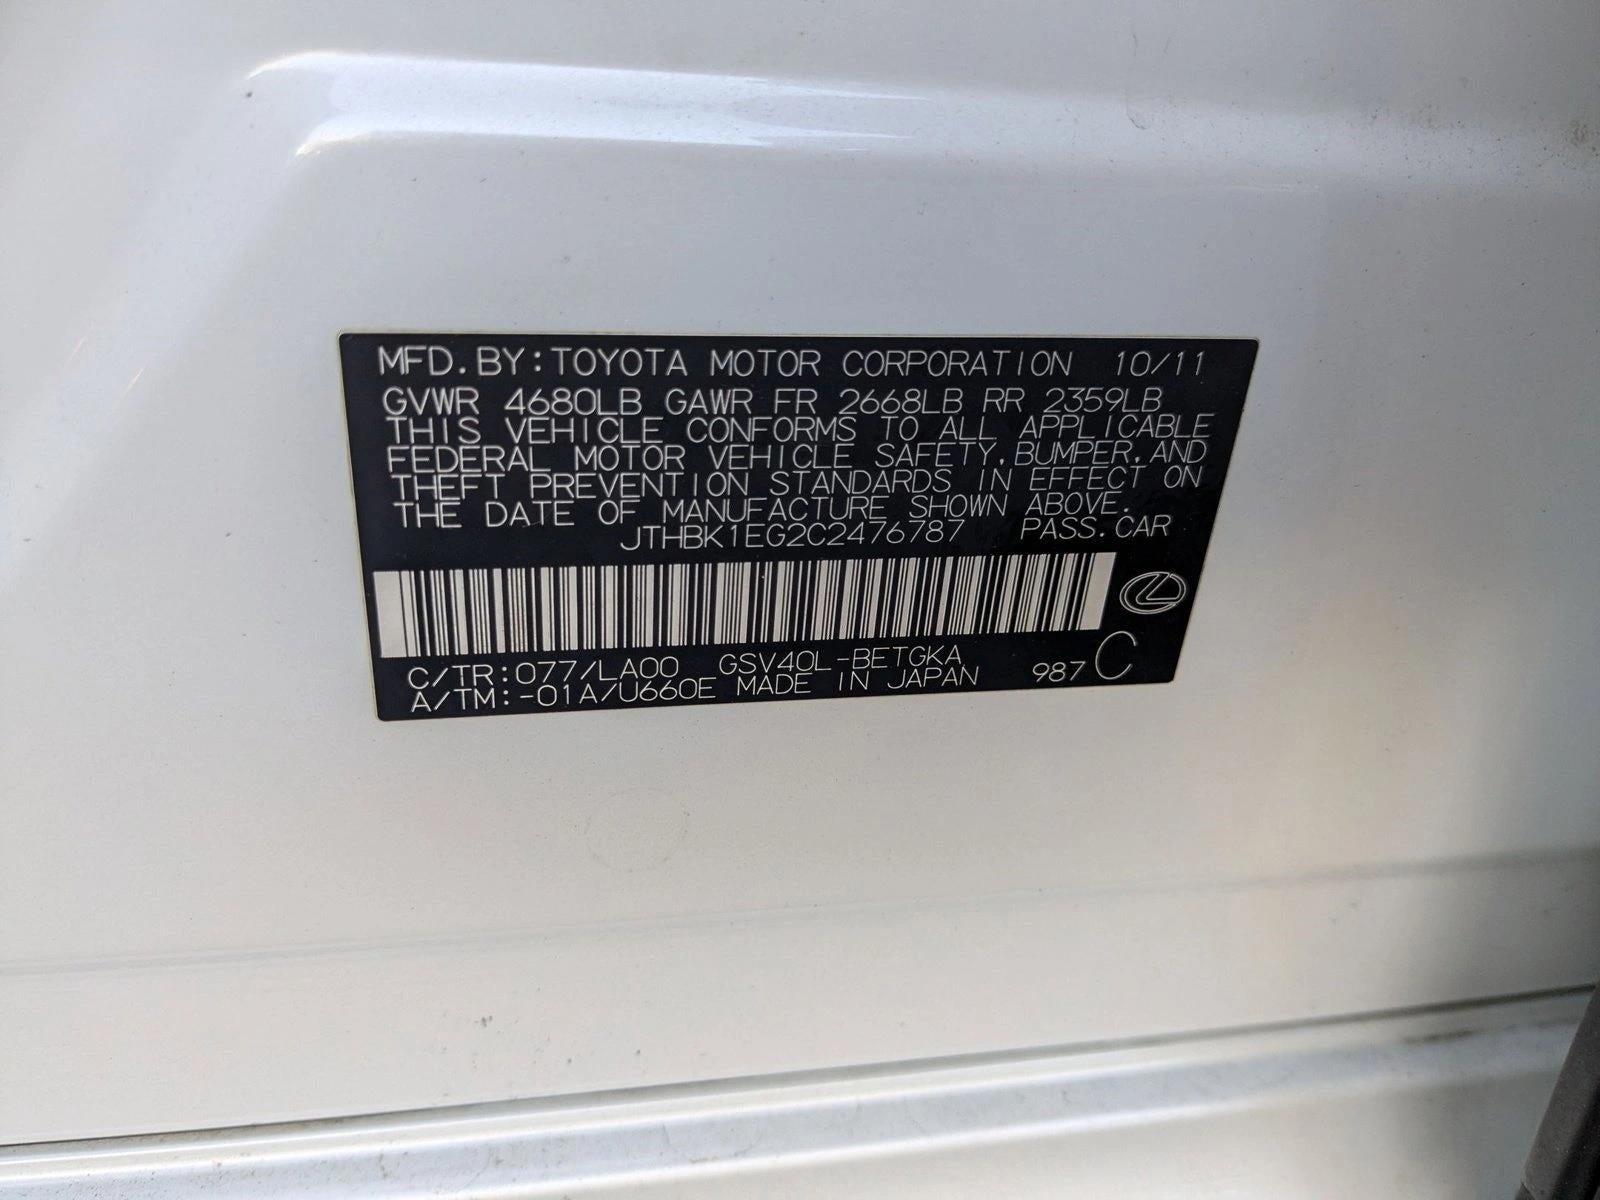 MFD.BY:TOYOTA MOTOR CORPORATION 10/11
GVWR 4680LB GAWR FR 2668LB RR 2359LB
THIS VEHICLE CONFORMS TO ALL APPLICABLE
FEDERAL MOTOR VEHICLE SAFETY,BUMPER,AND
THEFT PREVENTION STANDARDS IN EFFECT ON
THE DATE OF MANUFACTURE SHOWN ABOVE.
JTHBK1EG2C2476787 PASS.CAR
C/TR:077/LA00 GSV40L-BETGKA
A/TM:-01A/U660E MADE IN JAPAN 987 C